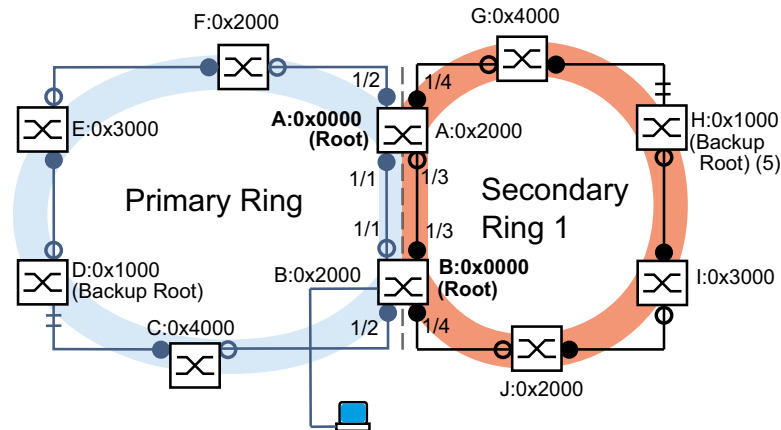 F:0x2000
G:0x4000
1/2
1/4
A:0x0000
(Root)
A:0x2000
H:0x1000
(Backup
Root) (5)
E:0x3000
1/1
1/3
Primary Ring
Secondary
Ring 1
1/1
1/3
D:0x1000
(Backup Root)
B:0x2000
B:0x0000
(Root)
I:0x3000
C:0x4000
1/2
1/4
J:0x2000